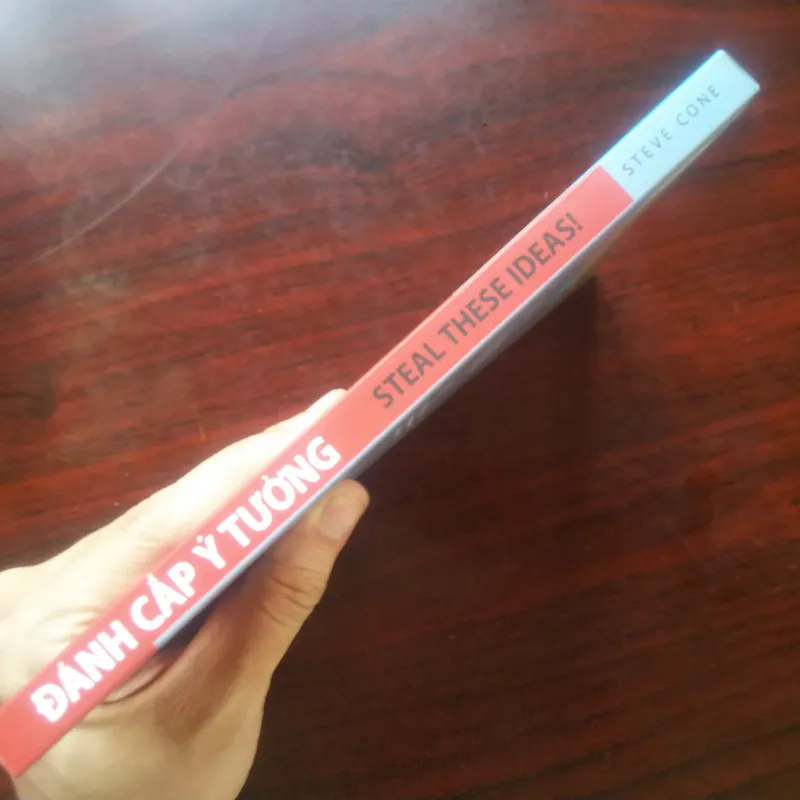 ĐÁNH CẮP Ý TƯỞNG
STEAL THESE IDEAS!
STEVE CONE